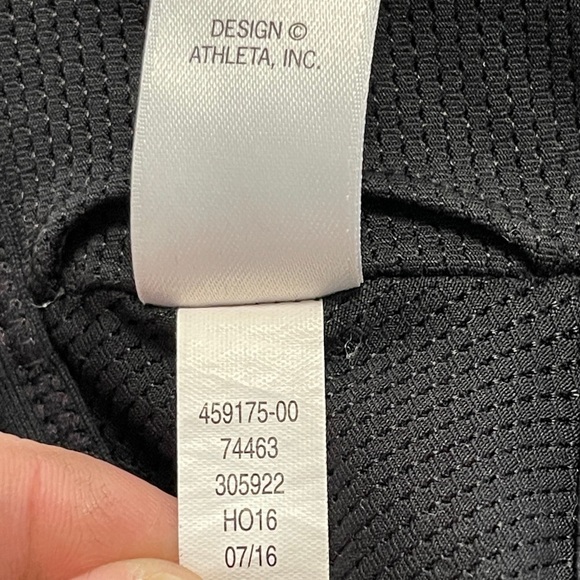 DESIGN ©
ATHLETA, INC.
459175-00
74463
305922
HO16
07/16